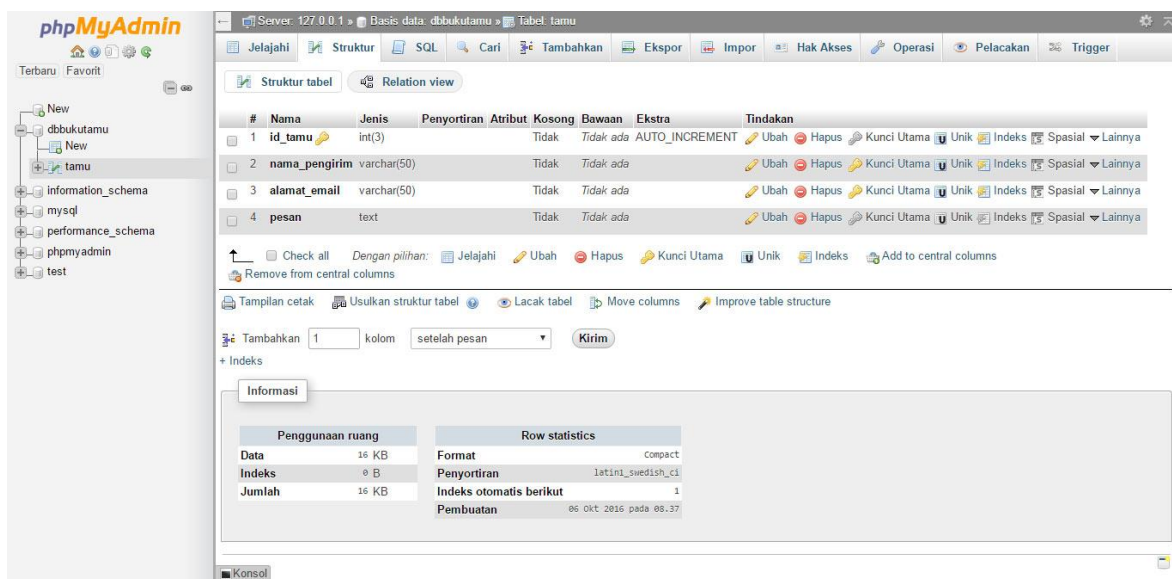 phpMyAdmin
Terbaru Favorit
New
dbbukutamu
New
tamu
information_schema
mysql
performance_schema
phpmyadmin
test
Server: 127.0.0.1 » Basis data: dbbukutamu » Tabel: tamu
Jelajahi Struktur SQL Cari Tambahkan Ekspor Impor Hak Akses Operasi Pelacakan Trigger
Struktur tabel Relation view
# Nama Jenis Penyortiran Atribut Kosong Bawaan Ekstra Tindakan
1 id_tamu int(3) Tidak Tidak ada AUTO_INCREMENT Ubah Hapus Kunci Utama Unik Indeks Spasial Lainnya
2 nama_pengirim varchar(50) Tidak Tidak ada Ubah Hapus Kunci Utama Unik Indeks Spasial Lainnya
3 alamat_email varchar(50) Tidak Tidak ada Ubah Hapus Kunci Utama Unik Indeks Spasial Lainnya
4 pesan text Tidak Tidak ada Ubah Hapus Kunci Utama Unik Indeks Spasial Lainnya
Check all Dengan pilihan: Jelajahi Ubah Hapus Kunci Utama Unik Indeks Add to central columns
Remove from central columns
Tampilan cetak Usulkan struktur tabel Lacak tabel Move columns Improve table structure
Tambahkan 1 kolom setelah pesan Kirim
+ Indeks
Informasi
Penggunaan ruang
Data 16 KB
Indeks 0 B
Jumlah 16 KB
Row statistics
Format Compact
Penyortiran latin1_swedish_ci
Indeks otomatis berikut 1
Pembuatan 06 Okt 2016 pada 08.37
Konsol